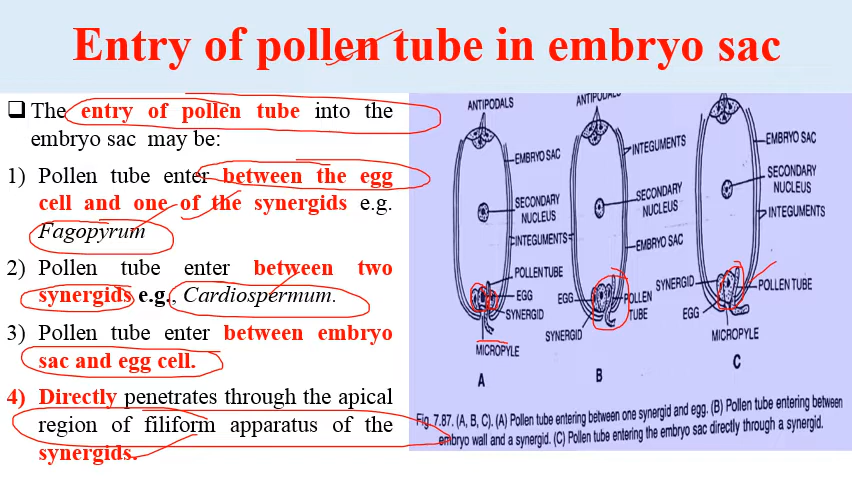 Entry of pollen tube in embryo sac
❑ The entry of pollen tube into the
embryo sac may be:
1) Pollen tube enter between the egg
cell and one of the synergids e.g.
Fagopyrum
2) Pollen tube enter between two
synergids e.g., Cardiospermum.
3) Pollen tube enter between embryo
sac and egg cell.
4) Directly penetrates through the apical
region of filiform apparatus of the
synergids.
ANTIPODALS
EMBRYO SAC
SECONDARY
NUCLEUS
INTEGUMENTS
POLLEN TUBE
EGG
SYNERGID
MICROPYLE
A
ANTIPODALS
INTEGUMENTS
SECONDARY
NUCLEUS
EMBRYO SAC
EGG
POLLEN
TUBE
SYNERGID
B
EMBRYO SAC
SECONDARY
NUCLEUS
INTEGUMENTS
SYNERGID
POLLEN TUBE
EGG
MICROPYLE
C
Fig. 7.87. (A, B, C). (A) Pollen tube entering between one synergid and egg. (B) Pollen tube entering between
embryo wall and a synergid. (C) Pollen tube entering the embryo sac directly through a synergid.